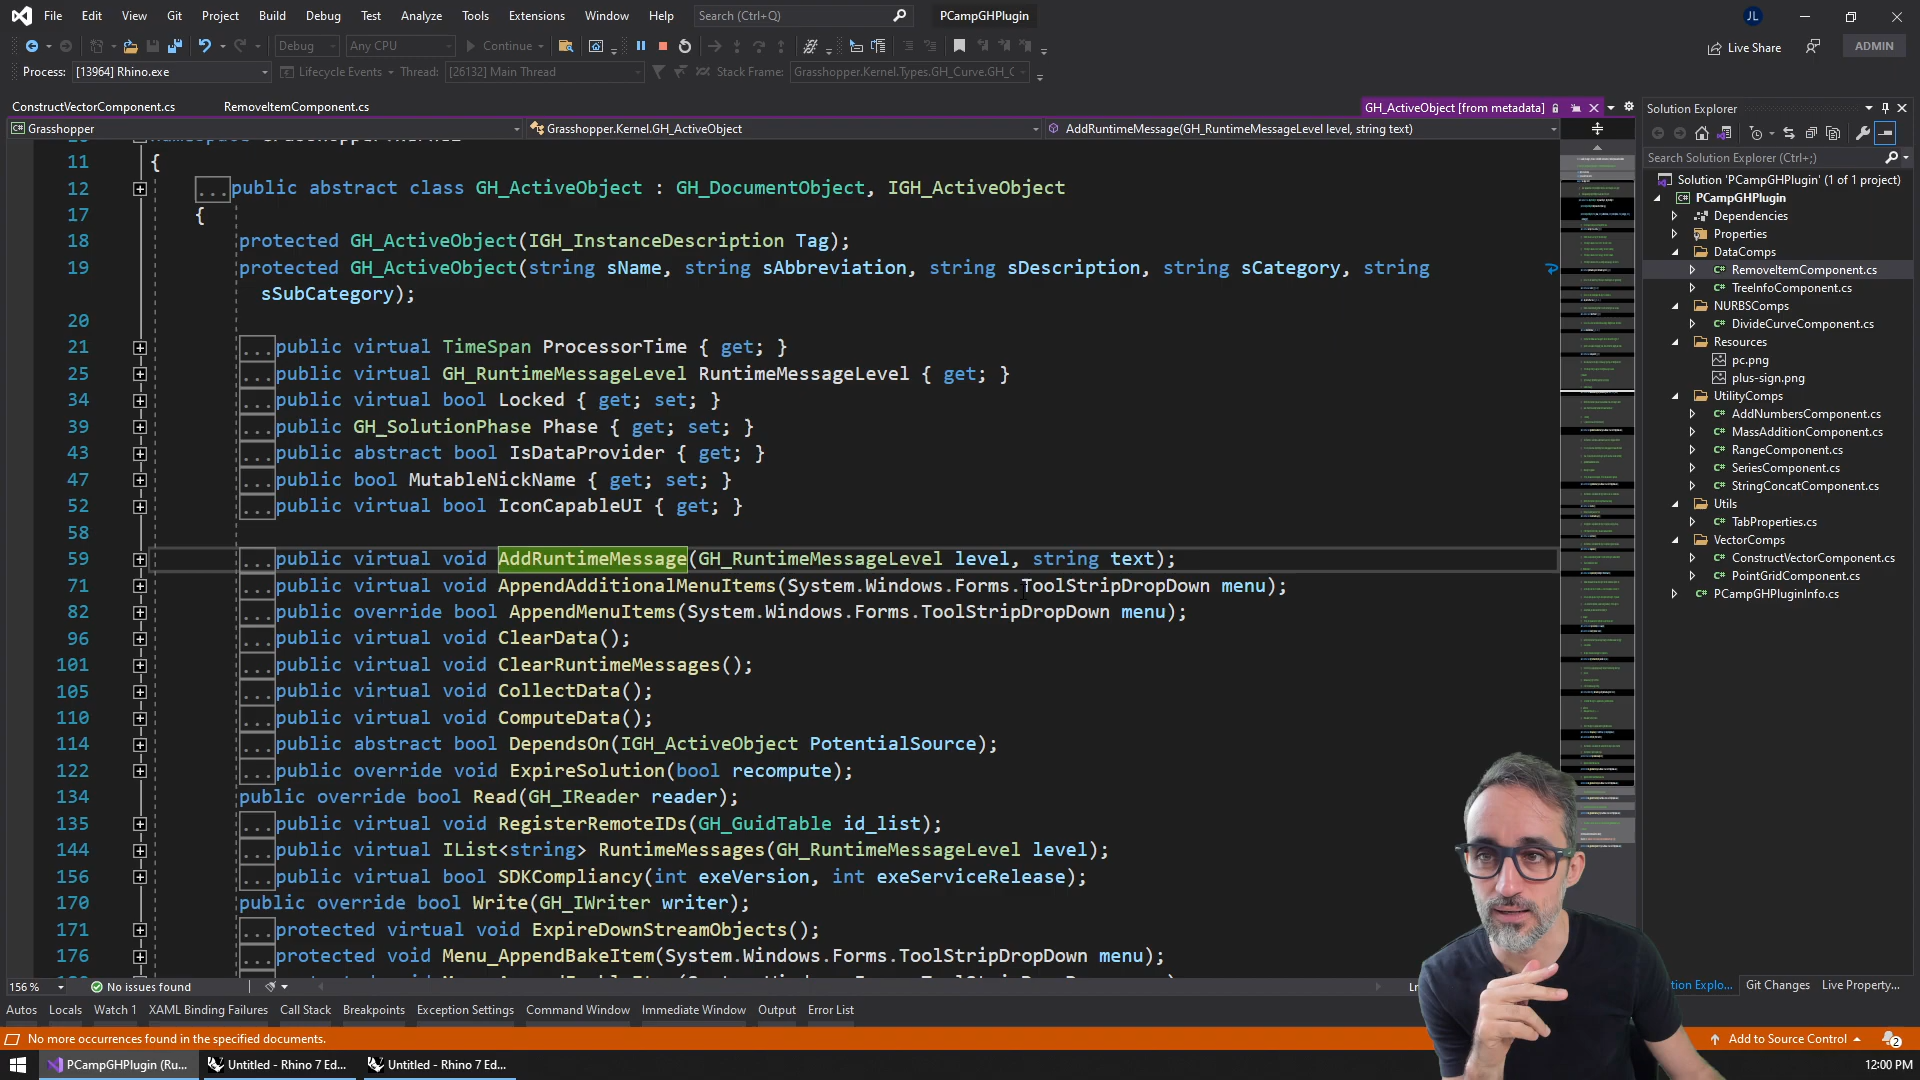 File Edit View Git Project Build Debug Test Analyze Tools Extensions Window Help Search (Ctrl+Q) PCampGHPlugin JL
Debug Any CPU Continue Live Share ADMIN
Process: [13964] Rhino.exe Lifecycle Events Thread: [26132] Main Thread Stack Frame: Grasshopper.Kernel.Types.GH_Curve.GH_C
ConstructVectorComponent.cs RemoveItemComponent.cs GH_ActiveObject [from metadata]
Grasshopper Grasshopper.Kernel.GH_ActiveObject AddRuntimeMessage(GH_RuntimeMessageLevel level, string text)
11 {
12 ...public abstract class GH_ActiveObject : GH_DocumentObject, IGH_ActiveObject
17 {
18 protected GH_ActiveObject(IGH_InstanceDescription Tag);
19 protected GH_ActiveObject(string sName, string sAbbreviation, string sDescription, string sCategory, string
sSubCategory);
20
21 ...public virtual TimeSpan ProcessorTime { get; }
25 ...public virtual GH_RuntimeMessageLevel RuntimeMessageLevel { get; }
34 ...public virtual bool Locked { get; set; }
39 ...public GH_SolutionPhase Phase { get; set; }
43 ...public abstract bool IsDataProvider { get; }
47 ...public bool MutableNickName { get; set; }
52 ...public virtual bool IconCapableUI { get; }
58
59 ...public virtual void AddRuntimeMessage(GH_RuntimeMessageLevel level, string text);
71 ...public virtual void AppendAdditionalMenuItems(System.Windows.Forms.ToolStripDropDown menu);
82 ...public override bool AppendMenuItems(System.Windows.Forms.ToolStripDropDown menu);
96 ...public virtual void ClearData();
101 ...public virtual void ClearRuntimeMessages();
105 ...public virtual void CollectData();
110 ...public virtual void ComputeData();
114 ...public abstract bool DependsOn(IGH_ActiveObject PotentialSource);
122 ...public override void ExpireSolution(bool recompute);
134 public override bool Read(GH_IReader reader);
135 ...public virtual void RegisterRemoteIDs(GH_GuidTable id_list);
144 ...public virtual IList<string> RuntimeMessages(GH_RuntimeMessageLevel level);
156 ...public virtual bool SDKCompliancy(int exeVersion, int exeServiceRelease);
170 public override bool Write(GH_IWriter writer);
171 ...protected virtual void ExpireDownStreamObjects();
176 ...protected void Menu_AppendBakeItem(System.Windows.Forms.ToolStripDropDown menu);
156 % No issues found
Autos Locals Watch 1 XAML Binding Failures Call Stack Breakpoints Exception Settings Command Window Immediate Window Output Error List
No more occurrences found in the specified documents. Add to Source Control 2
PCampGHPlugin (Ru... Untitled - Rhino 7 Ed... Untitled - Rhino 7 Ed... 12:00 PM
Solution Explorer
Search Solution Explorer (Ctrl+;)
Solution 'PCampGHPlugin' (1 of 1 project)
PCampGHPlugin
Dependencies
Properties
DataComps
RemoveItemComponent.cs
TreeInfoComponent.cs
NURBSComps
DivideCurveComponent.cs
Resources
pc.png
plus-sign.png
UtilityComps
AddNumbersComponent.cs
MassAdditionComponent.cs
RangeComponent.cs
SeriesComponent.cs
StringConcatComponent.cs
Utils
TabProperties.cs
VectorComps
ConstructVectorComponent.cs
PointGridComponent.cs
PCampGHPluginInfo.cs
tion Explo... Git Changes Live Property...